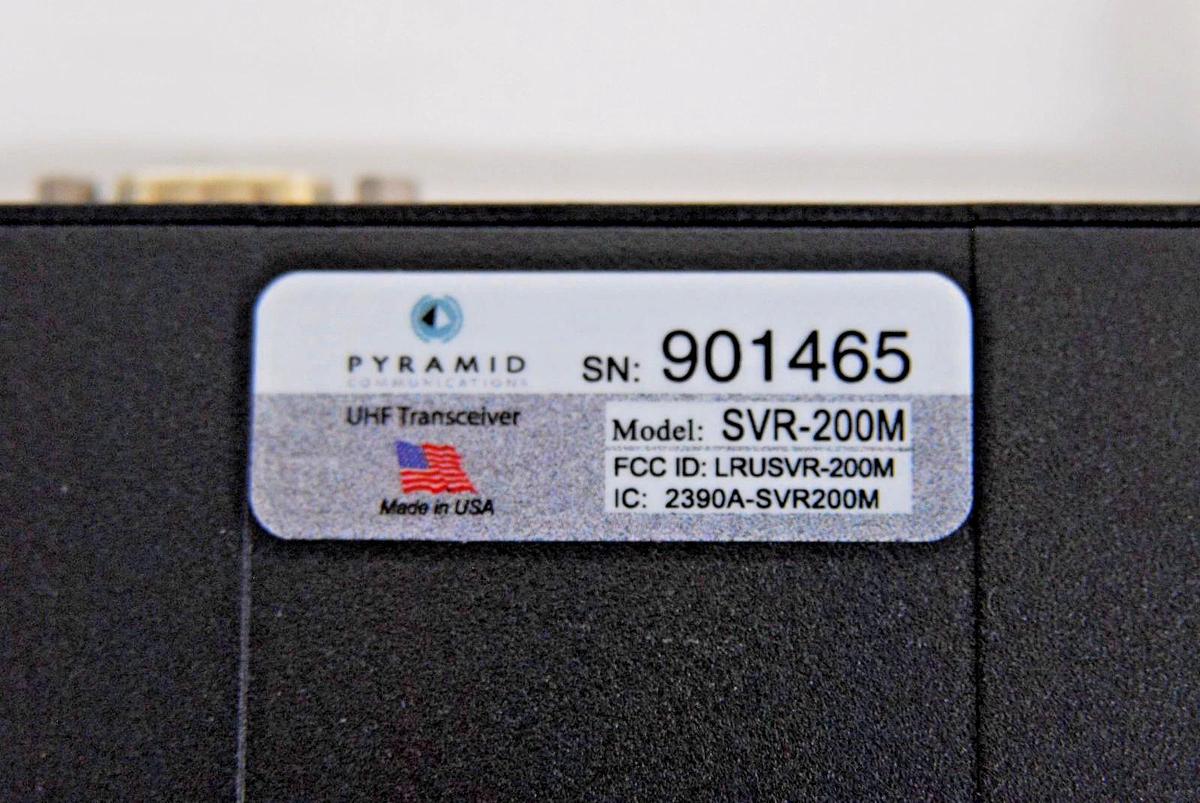 PYRAMID
COMMUNICATIONS
SN: 901465
UHF Transceiver
Model: SVR-200M
FCC ID: LRUSVR-200M
IC: 2390A-SVR200M
Made in USA